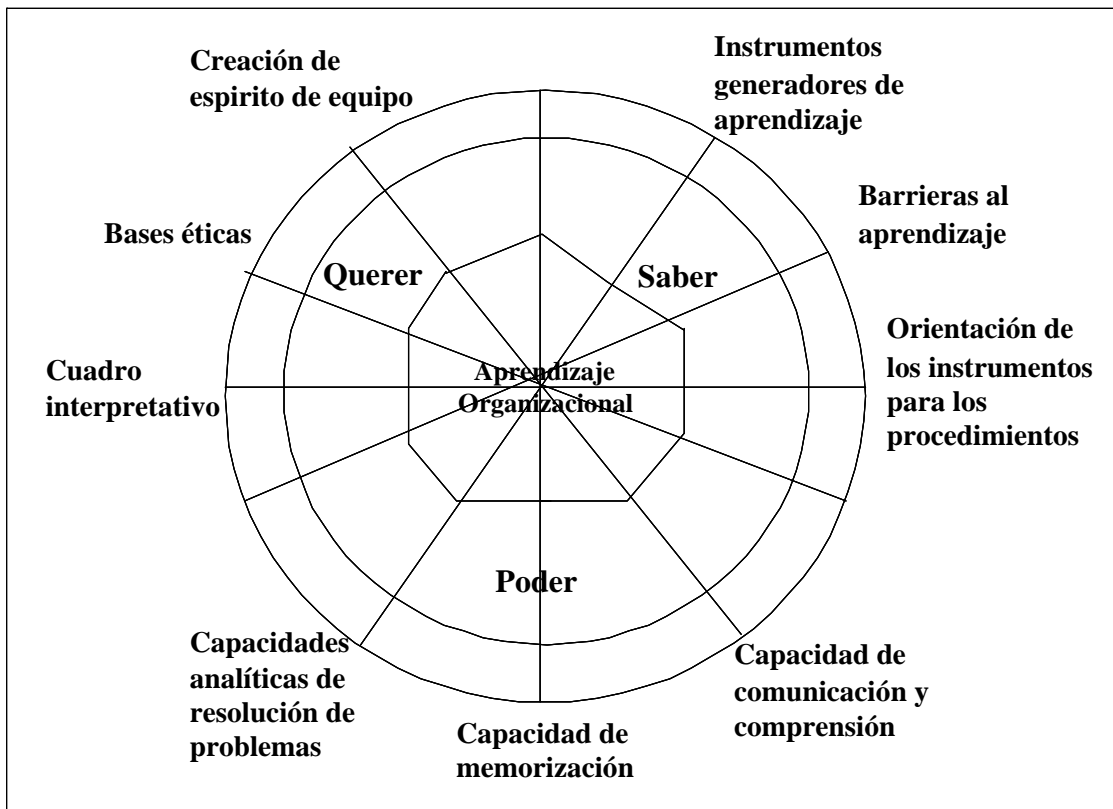 Creación de
espirito de equipo
Instrumentos
generadores de
aprendizaje
Bases éticas
Barrieras al
aprendizaje
Querer
Saber
Cuadro
interpretativo
Aprendizaje
Organizacional
Orientación de
los instrumentos
para los
procedimientos
Poder
Capacidades
analíticas de
resolución de
problemas
Capacidad de
memorización
Capacidad de
comunicación y
comprensión